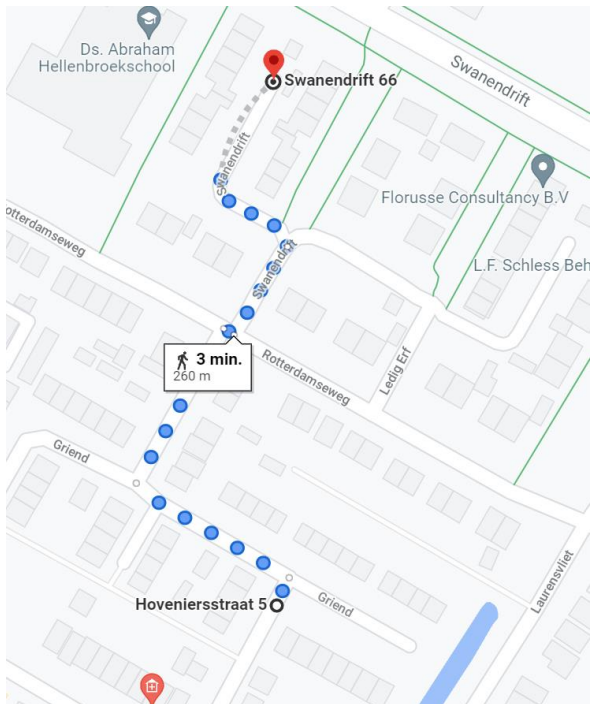 Ds. Abraham
Hellenbroekschool
Swanendrift 66
Swanendrift
Swanendrift
Florusse Consultancy B.V
otterdamseweg
Swanendrift
L.F. Schless Beh
3 min.
260 m
Rotterdamseweg
Ledig Erf
Griend
Laurensvliet
Hoveniersstraat 5
Griend